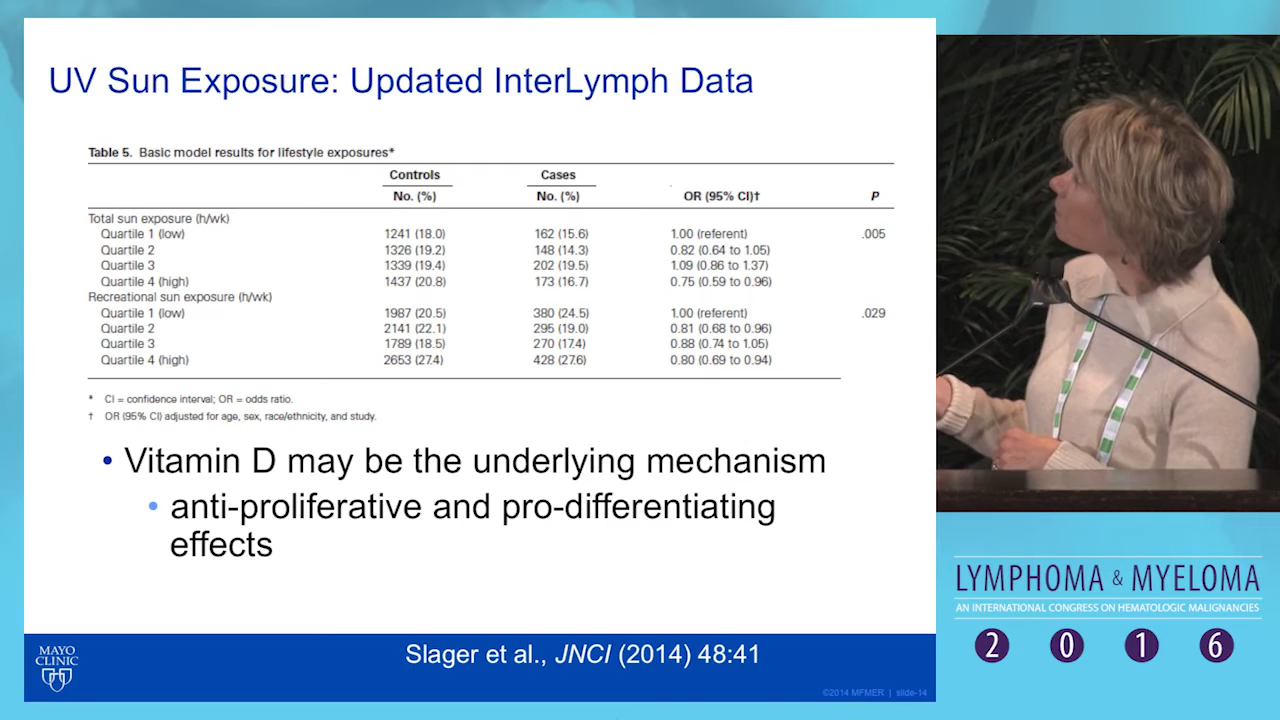 UV Sun Exposure: Updated InterLymph Data
Table 5. Basic model results for lifestyle exposures*
Controls Cases
No. (%) No. (%) OR (95% CI)† P
Total sun exposure (h/wk)
Quartile 1 (low) 1241 (18.0) 162 (15.6) 1.00 (referent) .005
Quartile 2 1326 (19.2) 148 (14.3) 0.82 (0.64 to 1.05)
Quartile 3 1339 (19.4) 202 (19.5) 1.09 (0.86 to 1.37)
Quartile 4 (high) 1437 (20.8) 173 (16.7) 0.75 (0.59 to 0.96)
Recreational sun exposure (h/wk)
Quartile 1 (low) 1987 (20.5) 380 (24.5) 1.00 (referent) .029
Quartile 2 2141 (22.1) 295 (19.0) 0.81 (0.68 to 0.96)
Quartile 3 1789 (18.5) 270 (17.4) 0.88 (0.74 to 1.05)
Quartile 4 (high) 2653 (27.4) 428 (27.6) 0.80 (0.69 to 0.94)
* CI = confidence interval; OR = odds ratio.
† OR (95% CI) adjusted for age, sex, race/ethnicity, and study.
• Vitamin D may be the underlying mechanism
• anti-proliferative and pro-differentiating
effects
MAYO
CLINIC
Slager et al., JNCI (2014) 48:41
©2014 MFMER | slide-14
LYMPHOMA & MYELOMA
AN INTERNATIONAL CONGRESS ON HEMATOLOGIC MALIGNANCIES
2 0 1 6